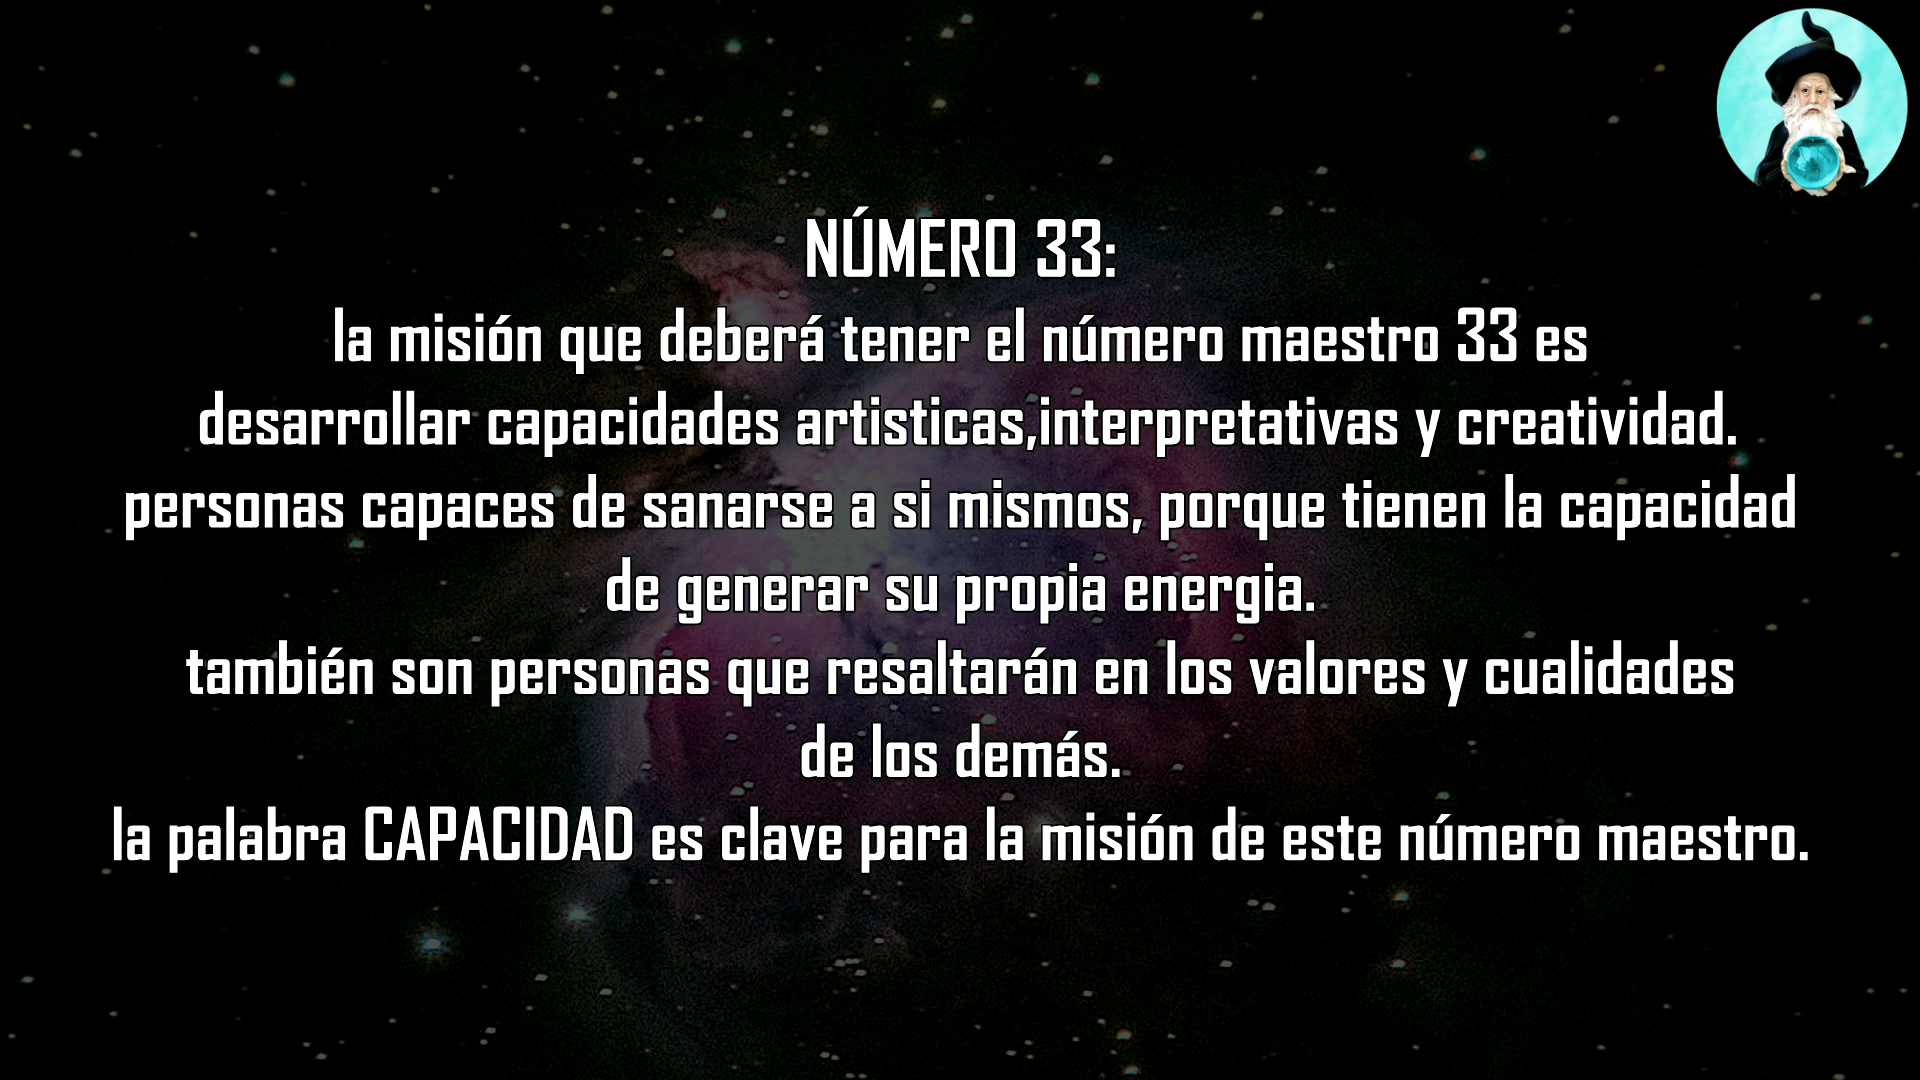 NÚMERO 33:
la misión que deberá tener el número maestro 33 es
desarrollar capacidades artisticas,interpretativas y creatividad.
personas capaces de sanarse a si mismos, porque tienen la capacidad
de generar su propia energia.
también son personas que resaltarán en los valores y cualidades
de los demás.
la palabra CAPACIDAD es clave para la misión de este número maestro.